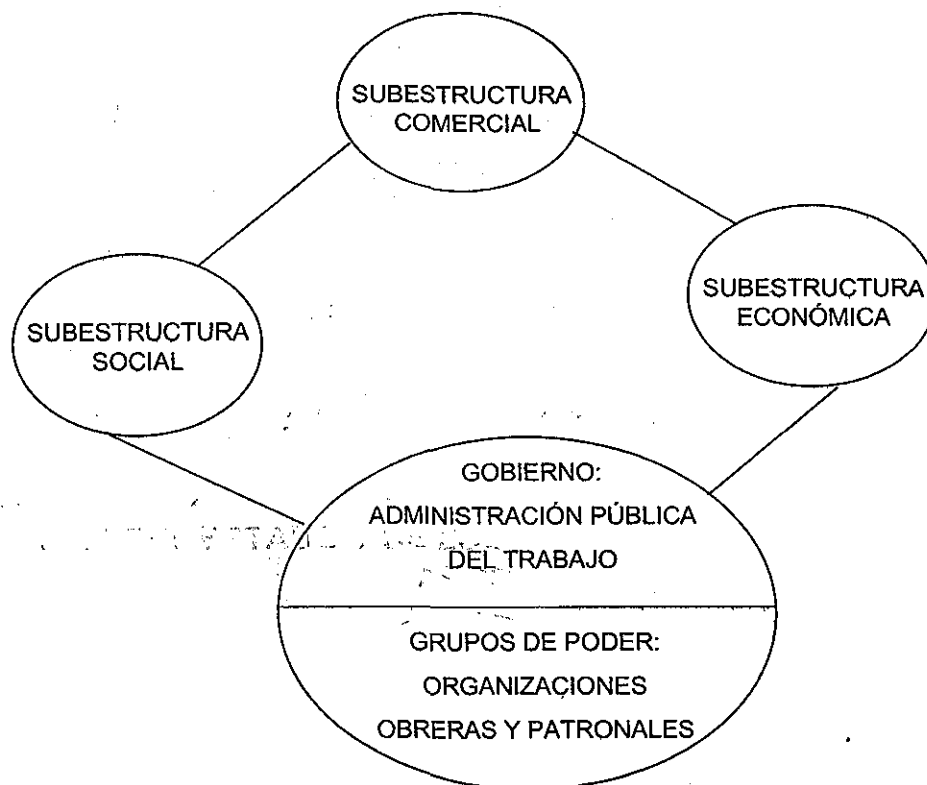 SUBESTRUCTURA
COMERCIAL
SUBESTRUCTURA
ECONÓMICA
SUBESTRUCTURA
SOCIAL
GOBIERNO:
ADMINISTRACIÓN PÚBLICA
DEL TRABAJO
GRUPOS DE PODER:
ORGANIZACIONES
OBRERAS Y PATRONALES